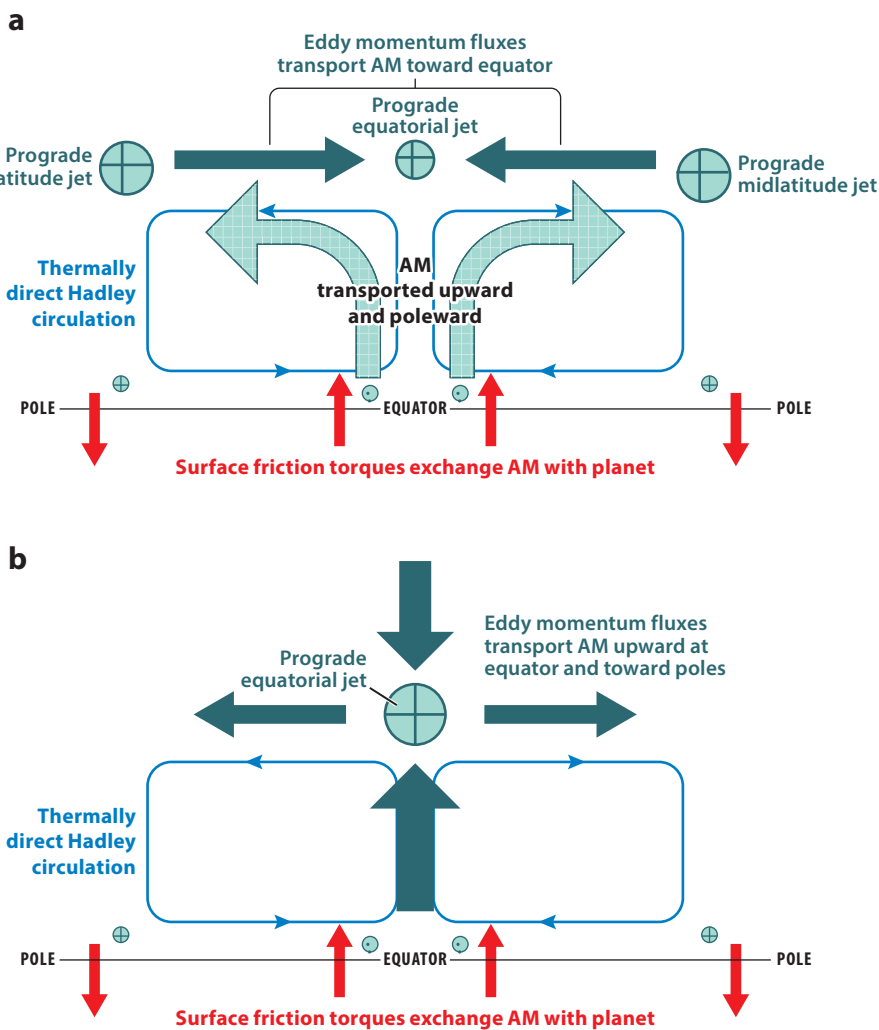 a
Eddy momentum fluxes
transport AM toward equator
Prograde
equatorial jet
Prograde
atitude jet
Prograde
midlatitude jet
Thermally
direct Hadley
circulation
AM
transported upward
and poleward
POLE EQUATOR POLE
Surface friction torques exchange AM with planet
b
Eddy momentum fluxes
transport AM upward at
equator and toward poles
Prograde
equatorial jet
Thermally
direct Hadley
circulation
POLE EQUATOR POLE
Surface friction torques exchange AM with planet